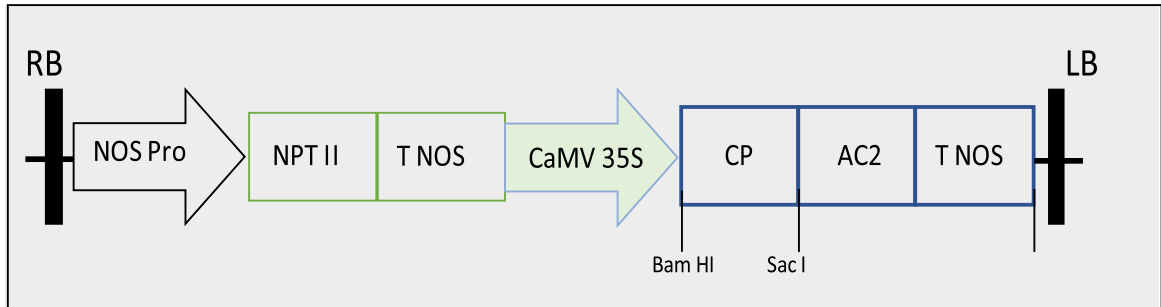 RB
LB
NOS Pro
NPT II
T NOS
CaMV 35S
CP
AC2
T NOS
Bam HI
Sac I